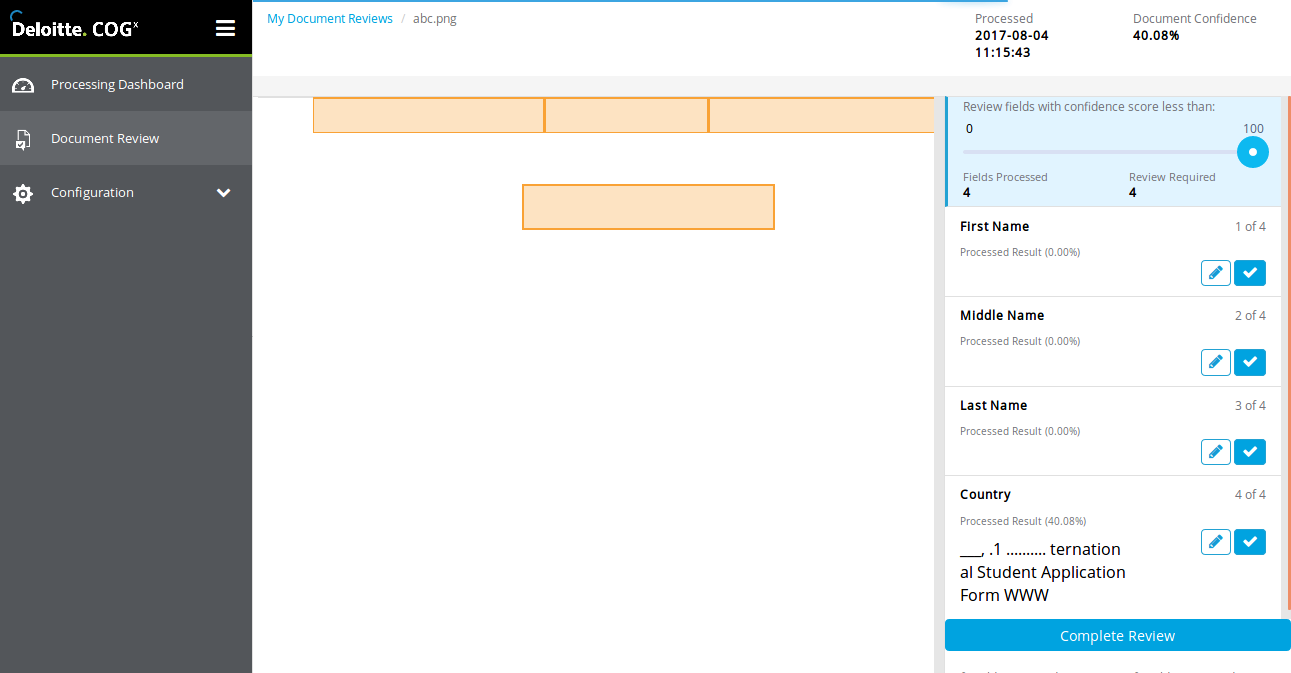 Deloitte. COGx
My Document Reviews / abc.png
Processed
2017-08-04
11:15:43
Document Confidence
40.08%
Processing Dashboard
Document Review
Configuration
Review fields with confidence score less than:
0
100
Fields Processed
4
Review Required
4
First Name
1 of 4
Processed Result (0.00%)
Middle Name
2 of 4
Processed Result (0.00%)
Last Name
3 of 4
Processed Result (0.00%)
Country
4 of 4
Processed Result (40.08%)
___, .1 .......... ternation
al Student Application
Form WWW
Complete Review